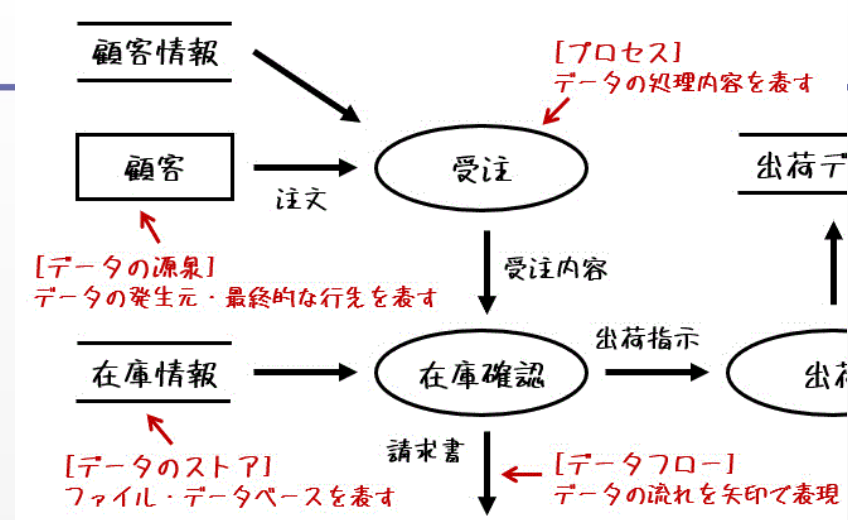 顧客情報
[プロセス]
データの処理内容を表す
顧客
注文
受注
出荷デ
[データの源泉]
データの発生元・最終的な行先を表す
受注内容
在庫情報
在庫確認
出荷指示
出荷
請求書
[データのストア]
ファイル・データベースを表す
[データフロー]
データの流れを矢印で表現